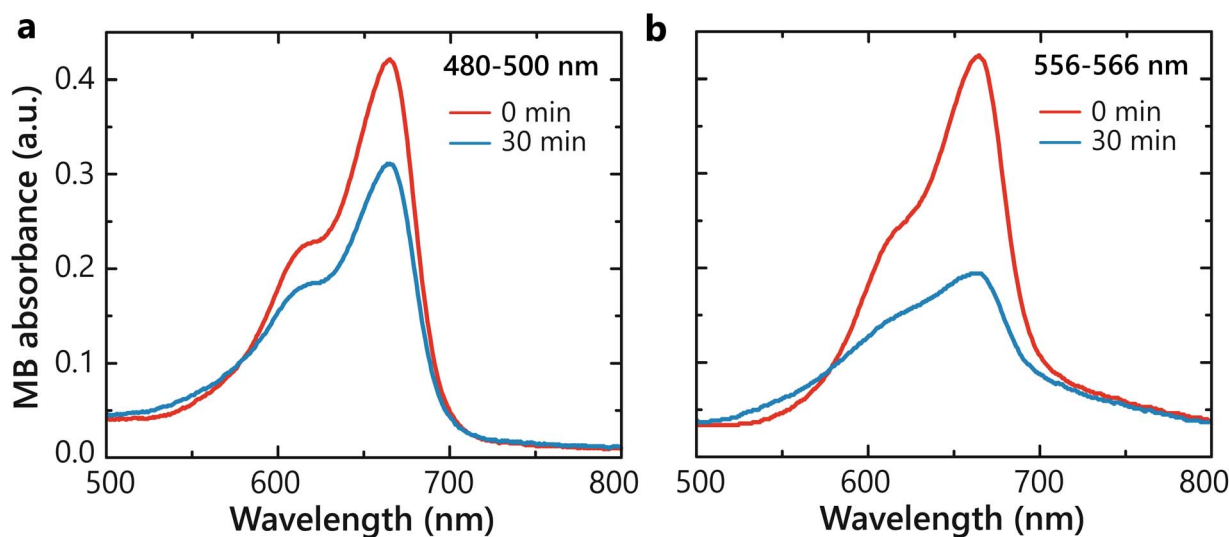 a
480-500 nm
0 min
30 min
MB absorbance (a.u.)
0.4
0.3
0.2
0.1
0.0
500 600 700 800
Wavelength (nm)
b
556-566 nm
0 min
30 min
500 600 700 800
Wavelength (nm)